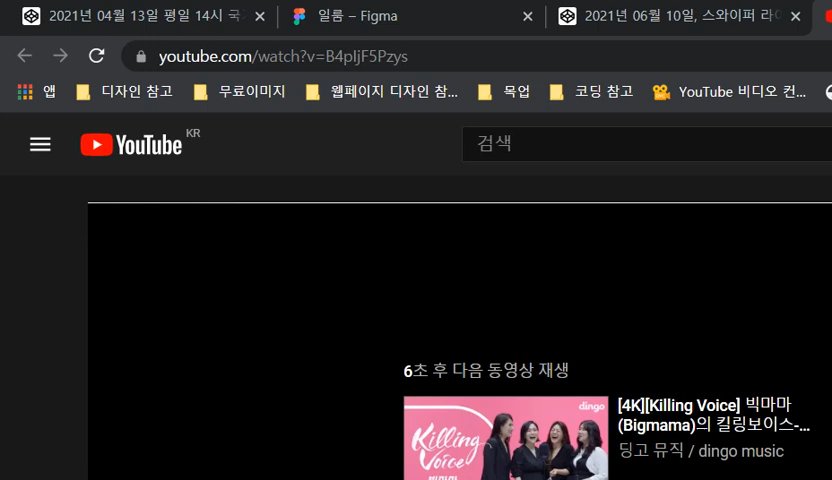 2021년 04월 13일 평일 14시 국
일룸 – Figma
2021년 06월 10일, 스와이퍼 라이
youtube.com/watch?v=B4pljF5Pzys
앱
디자인 참고
무료이미지
웹페이지 디자인 참...
목업
코딩 참고
YouTube 비디오 컨...
YouTube KR
검색
6초 후 다음 동영상 재생
dingo
Killing
Voice
[4K][Killing Voice] 빅마마
(Bigmama)의 킬링보이스-...
딩고 뮤직 / dingo music